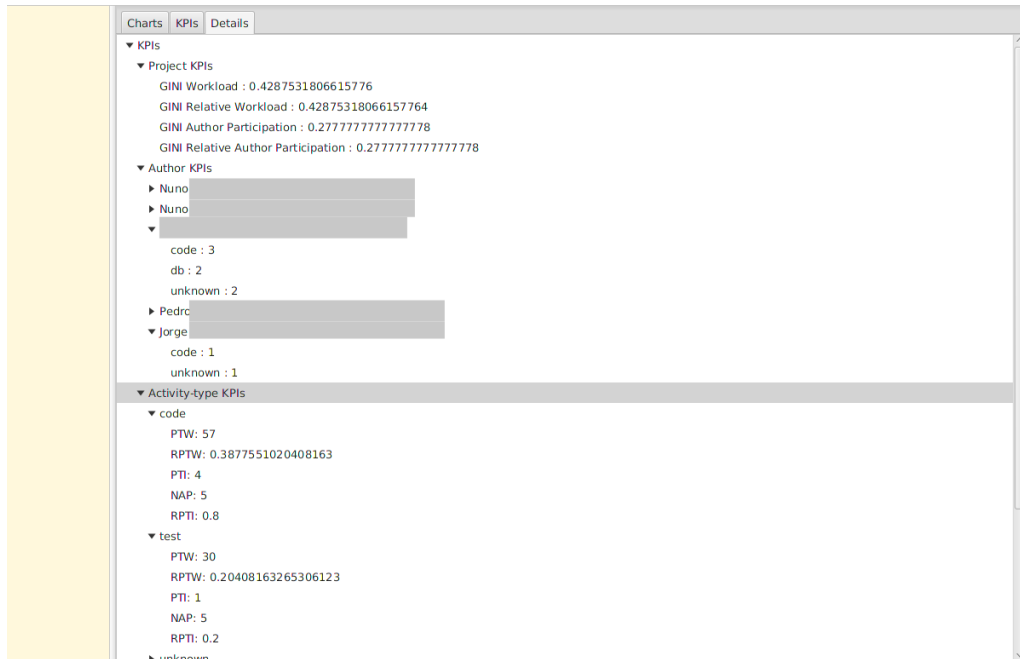 Charts KPIs Details
KPIs
Project KPIs
GINI Workload : 0.4287531806615776
GINI Relative Workload : 0.42875318066157764
GINI Author Participation : 0.2777777777777778
GINI Relative Author Participation : 0.2777777777777778
Author KPIs
Nuno
Nuno
code : 3
db : 2
unknown : 2
Pedro
Jorge
code : 1
unknown : 1
Activity-type KPIs
code
PTW: 57
RPTW: 0.3877551020408163
PTI: 4
NAP: 5
RPTI: 0.8
test
PTW: 30
RPTW: 0.20408163265306123
PTI: 1
NAP: 5
RPTI: 0.2
unknown